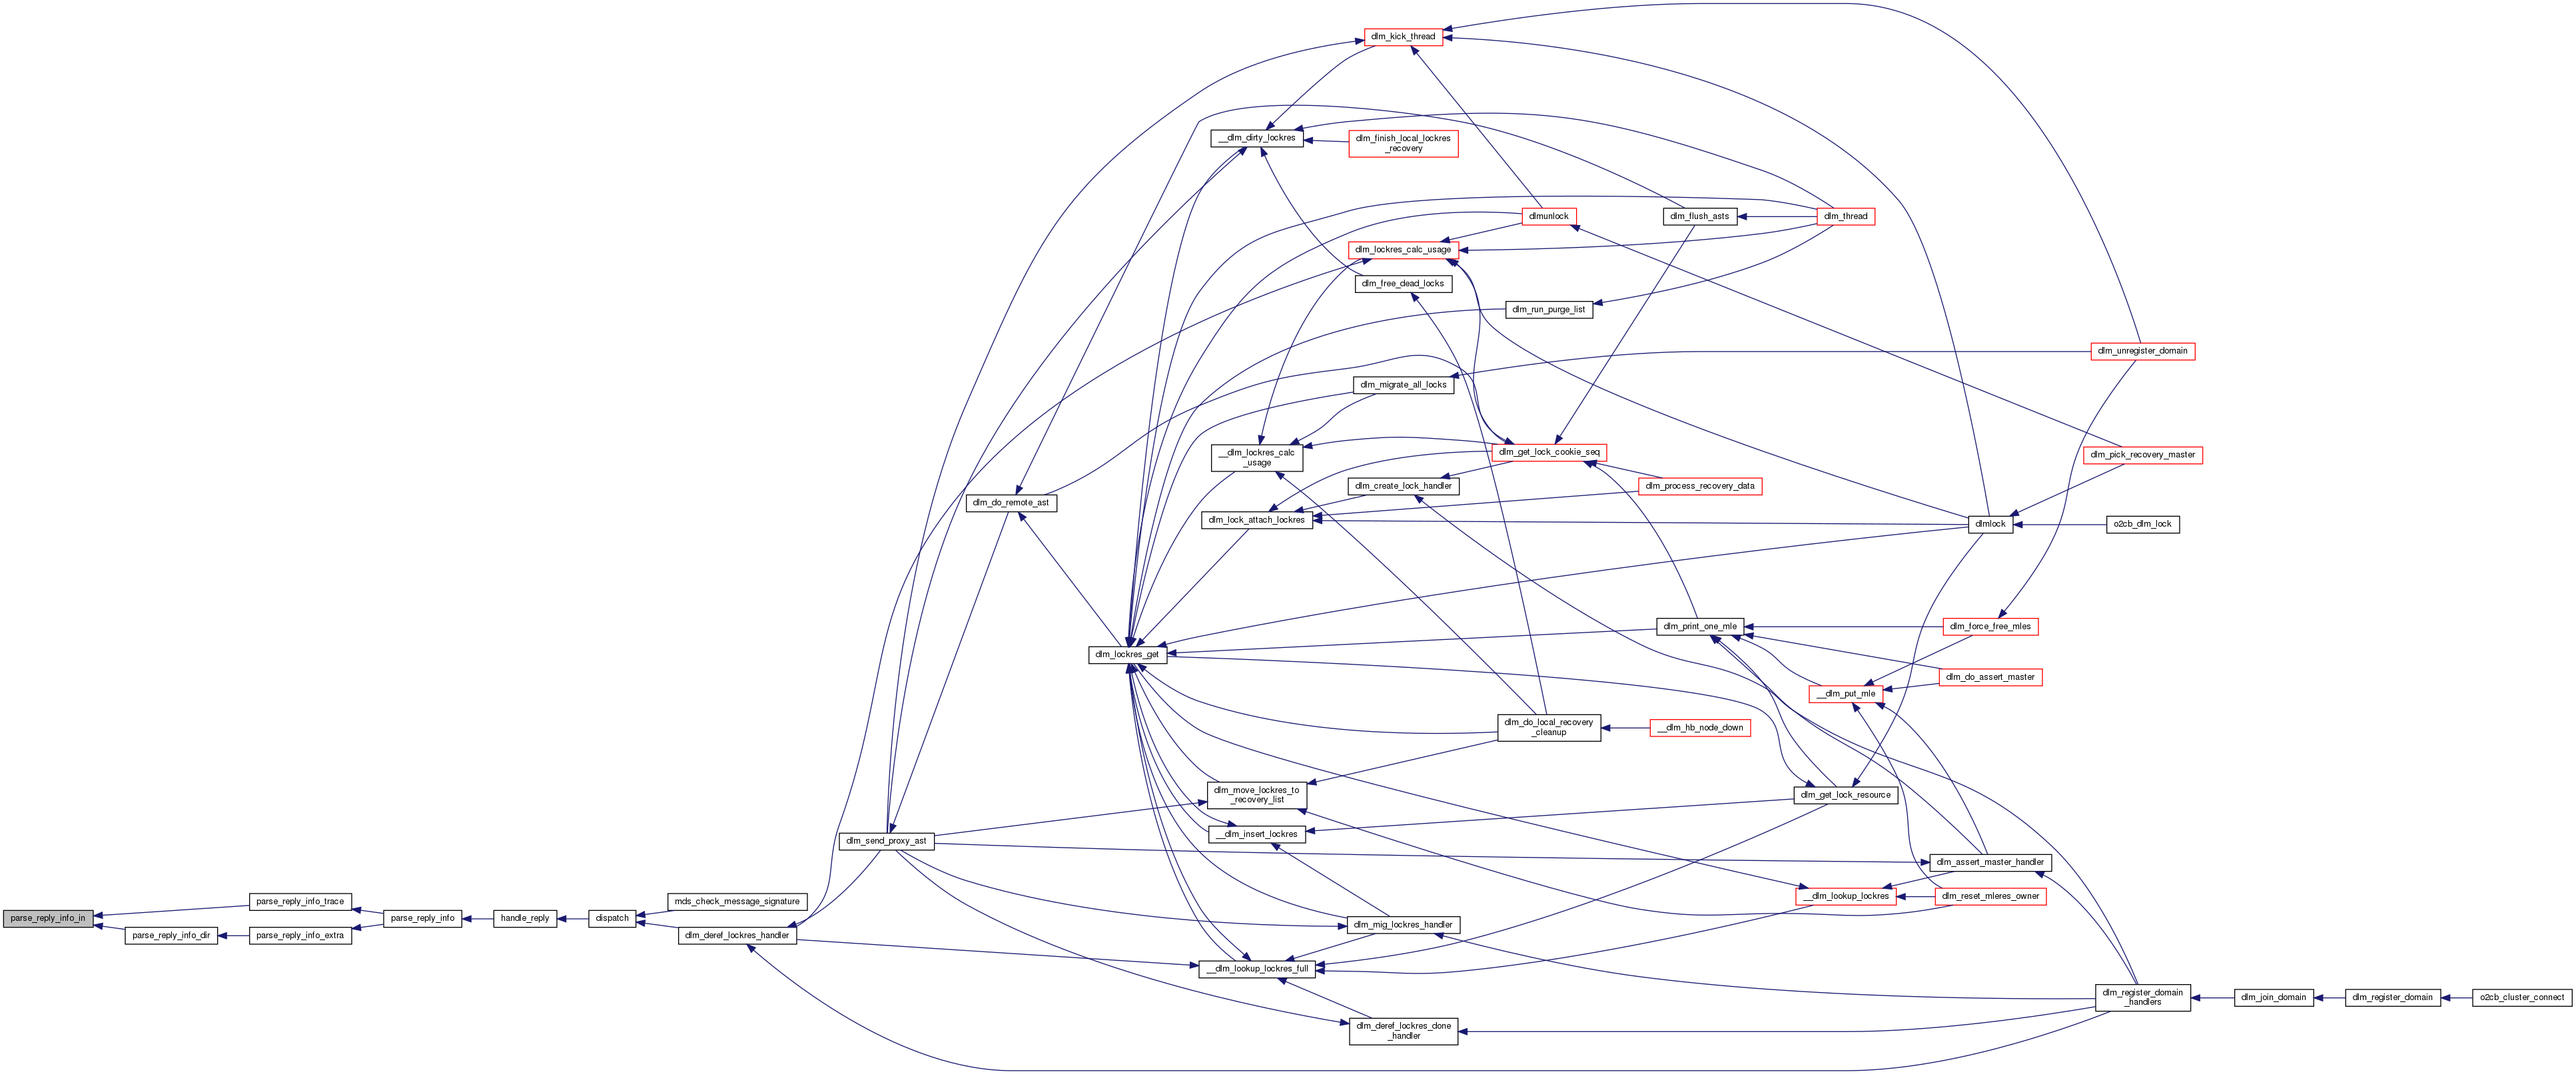 dlm_kick_thread
__dlm_dirty_lockres
dlm_finish_local_lockres
_recovery
dlmunlock
dlm_flush_asts
dlm_thread
dlm_lockres_calc_usage
dlm_free_dead_locks
dlm_run_purge_list
dlm_unregister_domain
dlm_migrate_all_locks
__dlm_lockres_calc
_usage
dlm_get_lock_cookie_seq
dlm_pick_recovery_master
dlm_create_lock_handler
dlm_process_recovery_data
dlm_do_remote_ast
dlm_lock_attach_lockres
dlmlock
o2cb_dlm_lock
dlm_print_one_mle
dlm_force_free_mles
dlm_lockres_get
dlm_do_assert_master
__dlm_put_mle
dlm_do_local_recovery
_cleanup
__dlm_hb_node_down
dlm_move_lockres_to
_recovery_list
dlm_get_lock_resource
__dlm_insert_lockres
dlm_send_proxy_ast
dlm_assert_master_handler
__dlm_lookup_lockres
dlm_reset_mleres_owner
parse_reply_info_in
parse_reply_info_trace
parse_reply_info
handle_reply
dispatch
mds_check_message_signature
parse_reply_info_dir
parse_reply_info_extra
dlm_deref_lockres_handler
dlm_mig_lockres_handler
__dlm_lookup_lockres_full
dlm_deref_lockres_done
_handler
dlm_register_domain
_handlers
dlm_join_domain
dlm_register_domain
o2cb_cluster_connect